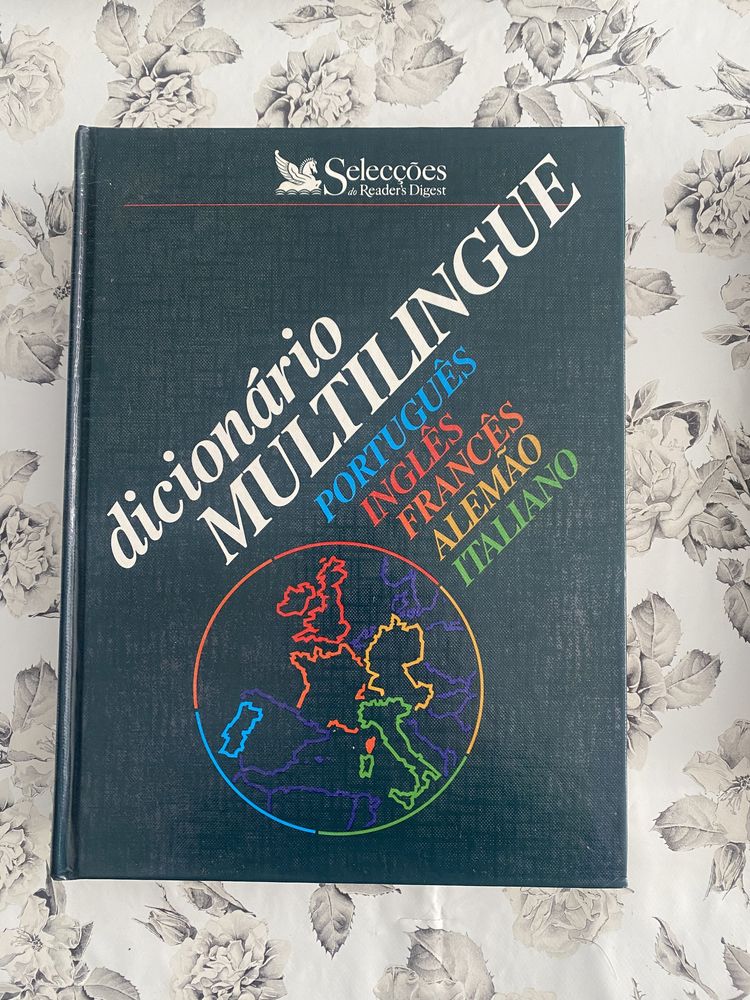 Selecções
do Reader's Digest
dicionário
MULTILINGUE
PORTUGUÊS
INGLÊS
FRANCÊS
ALEMÃO
ITALIANO